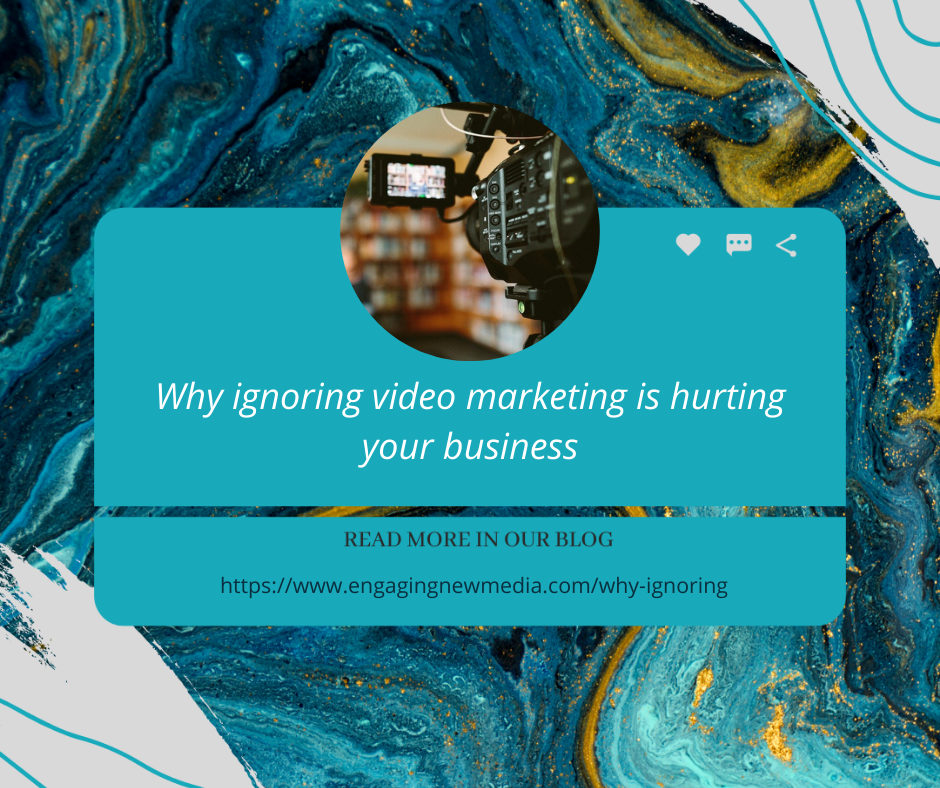 Why ignoring video marketing is hurting
your business
READ MORE IN OUR BLOG
https://www.engagingnewmedia.com/why-ignoring